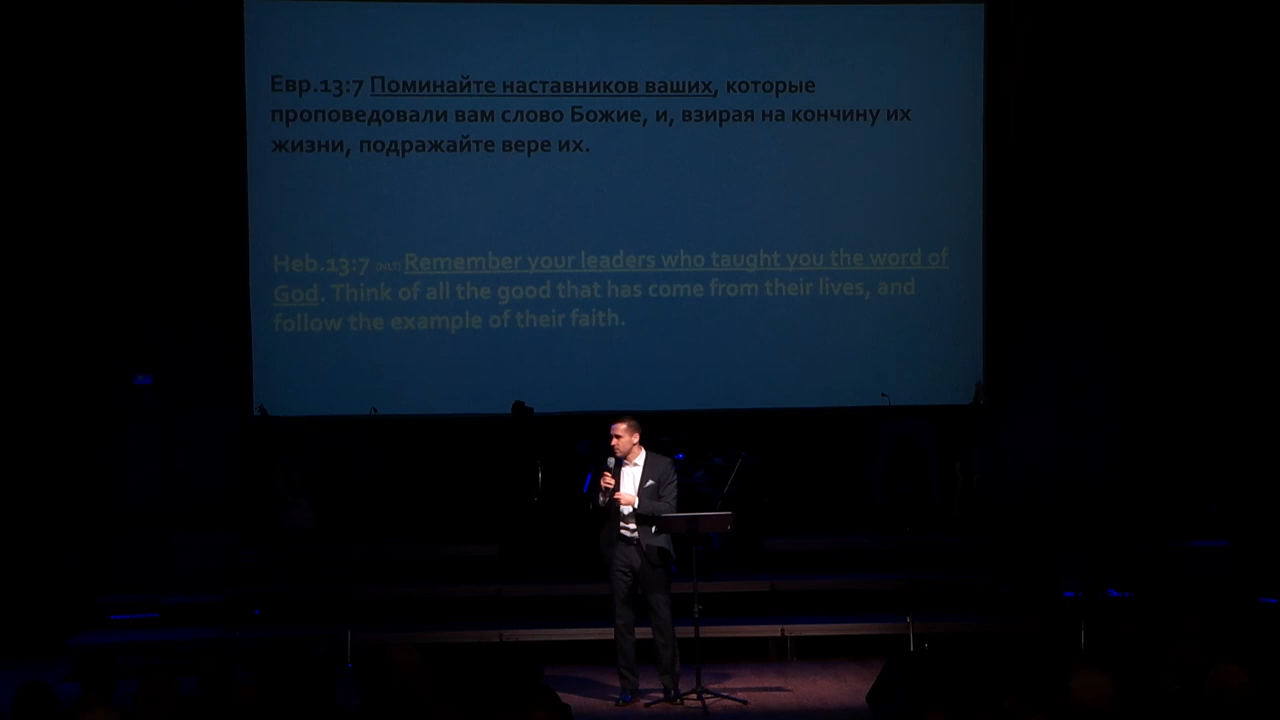 Евр.13:7 Поминайте наставников ваших, которые
проповедовали вам слово Божие, и, взирая на кончину их
жизни, подражайте вере их.
Heb.13:7 (NLT) Remember your leaders who taught you the word of
God. Think of all the good that has come from their lives, and
follow the example of their faith.